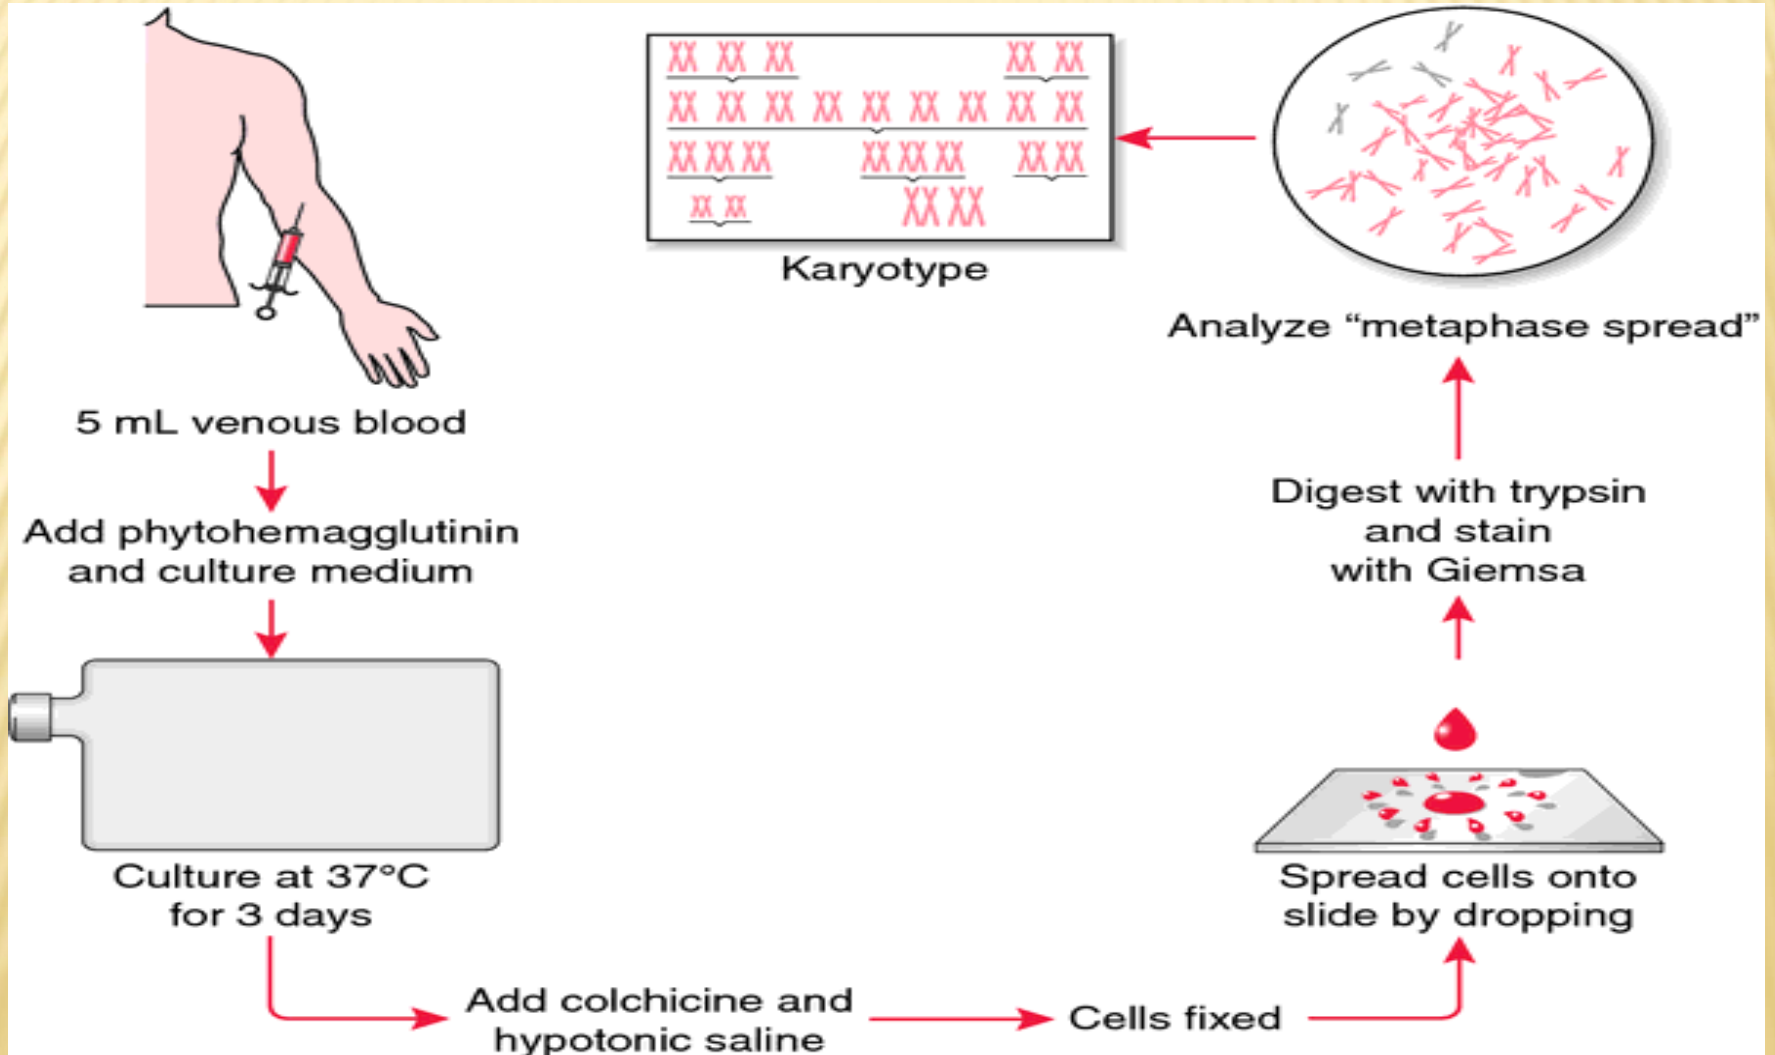 5 mL venous blood
Add phytohemagglutinin
and culture medium
Culture at 37°C
for 3 days
Add colchicine and
hypotonic saline
Cells fixed
Spread cells onto
slide by dropping
Digest with trypsin
and stain
with Giemsa
Analyze “metaphase spread”
Karyotype